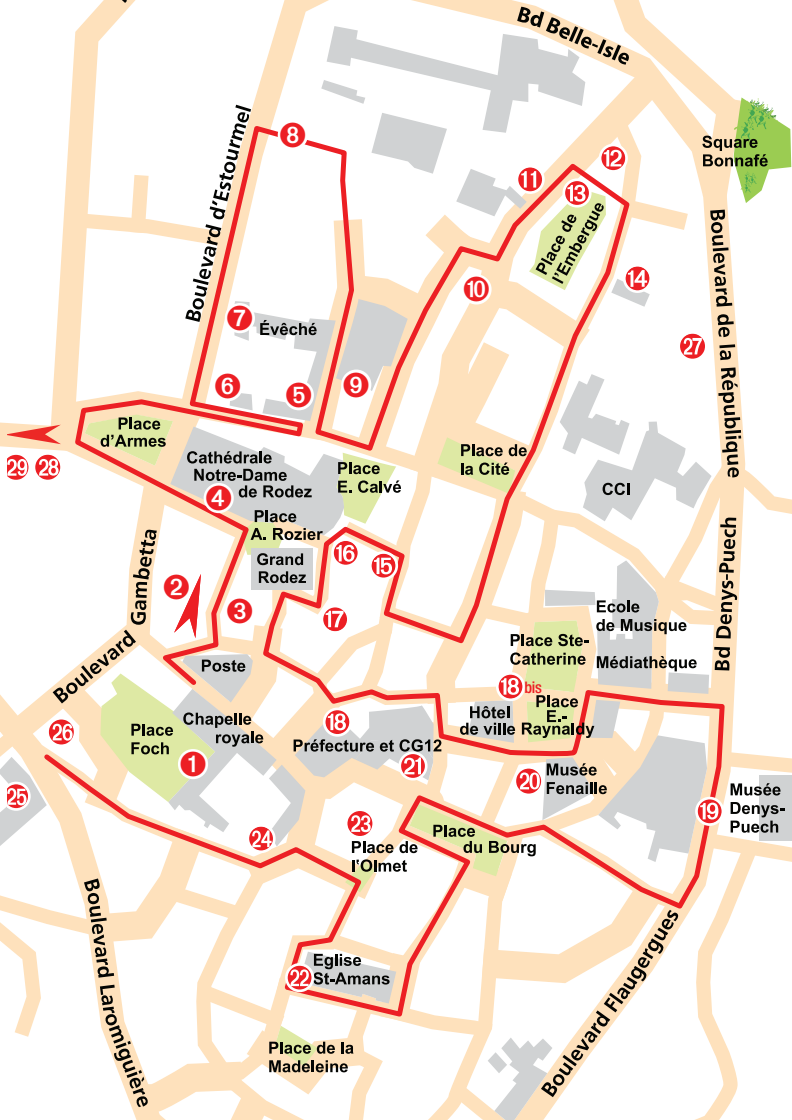 Bd Belle-Isle
Square
Bonnafé
Boulevard d'Estourmel
8
11
12
13
Place de
l'Embergue
Boulevard de la République
14
10
7
Évêché
27
6
5
9
Place
d'Armes
29 28
Cathédrale
Notre-Dame
de Rodez
4
Place
E. Calvé
Place de
la Cité
CCI
Place
A. Rozier
Grand
Rodez
16
15
Bd Denys-Puech
2
3
17
Boulevard Gambetta
Poste
Ecole
de Musique
Médiathèque
Place Ste-
Catherine
18 bis
Place
E.-
Raynaldy
Hôtel
de ville
26
Place
Foch
Chapelle
royale
18
Préfecture et CG12
1
21
20
Musée
Fenaille
25
19
Musée
Denys-
Puech
24
23
Place de
l'Olmet
Place
du Bourg
Boulevard Laromiguière
22
Eglise
St-Amans
Boulevard Flaugergues
Place de la
Madeleine